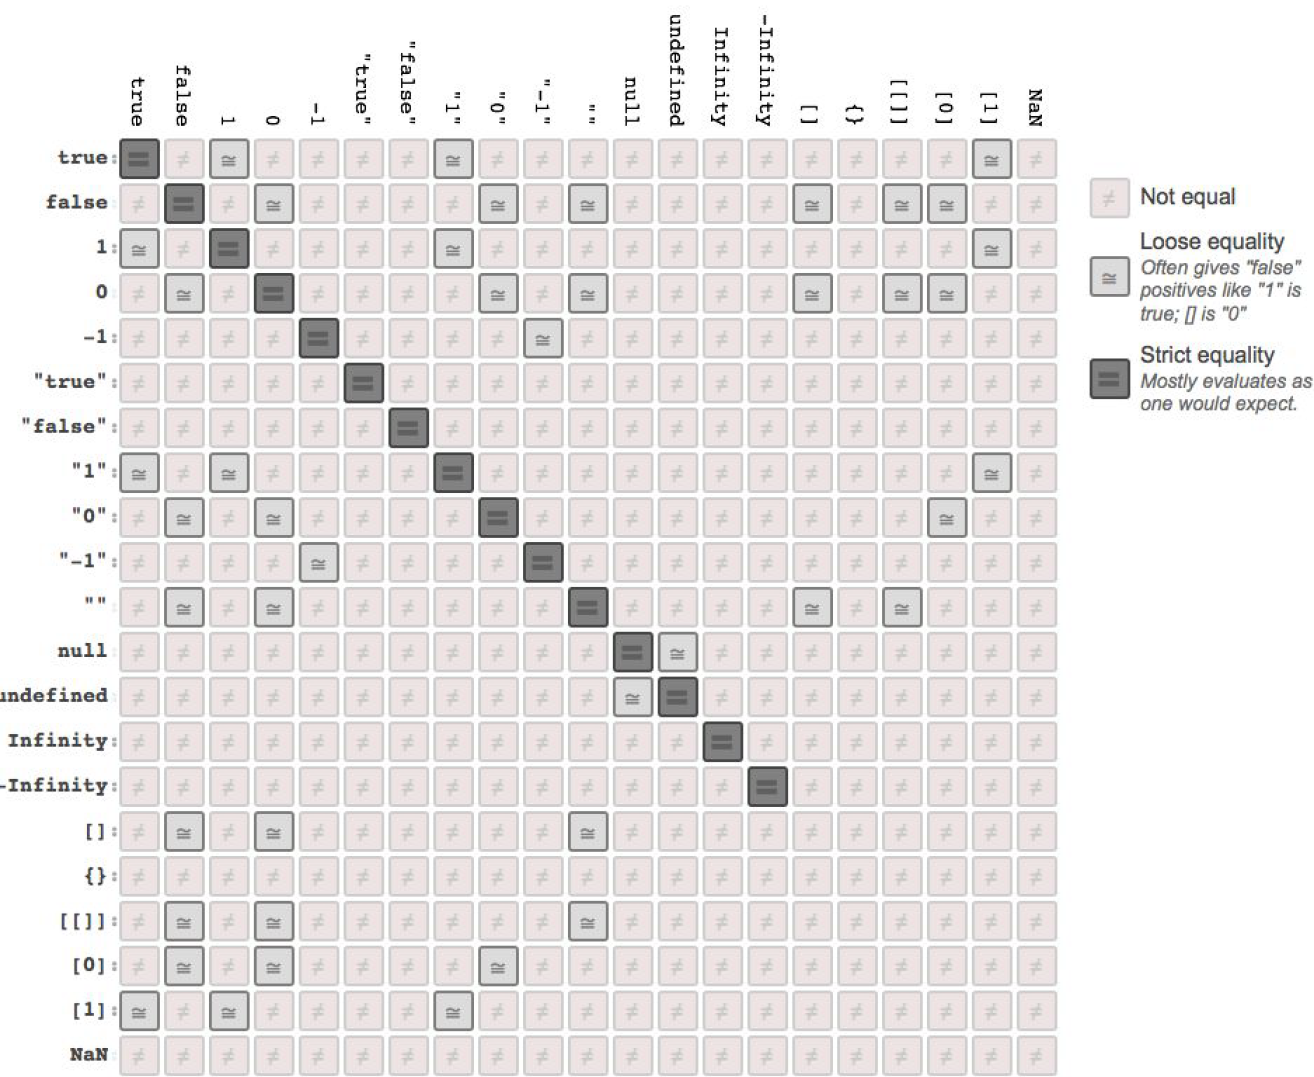 true false 1 0 -1 "true" "false" "1" "0" "-1" "" null undefined Infinity -Infinity [] {} [[]] [0] [1] NaN
true: = ≠ ≅ ≠ ≠ ≠ ≠ ≅ ≠ ≠ ≠ ≠ ≠ ≠ ≠ ≠ ≠ ≠ ≠ ≅ ≠
false ≠ = ≠ ≅ ≠ ≠ ≠ ≠ ≅ ≠ ≅ ≠ ≠ ≠ ≠ ≅ ≠ ≅ ≅ ≠ ≠
1: ≅ ≠ = ≠ ≠ ≠ ≠ ≅ ≠ ≠ ≠ ≠ ≠ ≠ ≠ ≠ ≠ ≠ ≠ ≅ ≠
0 ≠ ≅ ≠ = ≠ ≠ ≠ ≠ ≅ ≠ ≅ ≠ ≠ ≠ ≠ ≅ ≠ ≅ ≅ ≠ ≠
-1: ≠ ≠ ≠ ≠ = ≠ ≠ ≠ ≠ ≅ ≠ ≠ ≠ ≠ ≠ ≠ ≠ ≠ ≠ ≠ ≠
"true": ≠ ≠ ≠ ≠ ≠ = ≠ ≠ ≠ ≠ ≠ ≠ ≠ ≠ ≠ ≠ ≠ ≠ ≠ ≠ ≠
"false": ≠ ≠ ≠ ≠ ≠ ≠ = ≠ ≠ ≠ ≠ ≠ ≠ ≠ ≠ ≠ ≠ ≠ ≠ ≠ ≠
"1": ≅ ≠ ≅ ≠ ≠ ≠ ≠ = ≠ ≠ ≠ ≠ ≠ ≠ ≠ ≠ ≠ ≠ ≠ ≅ ≠
"0": ≠ ≅ ≠ ≅ ≠ ≠ ≠ ≠ = ≠ ≠ ≠ ≠ ≠ ≠ ≠ ≠ ≠ ≅ ≠ ≠
"-1": ≠ ≠ ≠ ≠ ≅ ≠ ≠ ≠ ≠ = ≠ ≠ ≠ ≠ ≠ ≠ ≠ ≠ ≠ ≠ ≠
"" ≠ ≅ ≠ ≅ ≠ ≠ ≠ ≠ ≠ ≠ = ≠ ≠ ≠ ≠ ≅ ≠ ≅ ≠ ≠ ≠
null ≠ ≠ ≠ ≠ ≠ ≠ ≠ ≠ ≠ ≠ ≠ = ≅ ≠ ≠ ≠ ≠ ≠ ≠ ≠ ≠
undefined ≠ ≠ ≠ ≠ ≠ ≠ ≠ ≠ ≠ ≠ ≠ ≅ = ≠ ≠ ≠ ≠ ≠ ≠ ≠ ≠
Infinity: ≠ ≠ ≠ ≠ ≠ ≠ ≠ ≠ ≠ ≠ ≠ ≠ ≠ = ≠ ≠ ≠ ≠ ≠ ≠ ≠
-Infinity: ≠ ≠ ≠ ≠ ≠ ≠ ≠ ≠ ≠ ≠ ≠ ≠ ≠ ≠ = ≠ ≠ ≠ ≠ ≠ ≠
[]: ≠ ≅ ≠ ≅ ≠ ≠ ≠ ≠ ≠ ≠ ≅ ≠ ≠ ≠ ≠ ≠ ≠ ≠ ≠ ≠ ≠
{}: ≠ ≠ ≠ ≠ ≠ ≠ ≠ ≠ ≠ ≠ ≠ ≠ ≠ ≠ ≠ ≠ ≠ ≠ ≠ ≠ ≠
[[]]: ≠ ≅ ≠ ≅ ≠ ≠ ≠ ≠ ≠ ≠ ≅ ≠ ≠ ≠ ≠ ≠ ≠ ≠ ≠ ≠ ≠
[0]: ≠ ≅ ≠ ≅ ≠ ≠ ≠ ≠ ≅ ≠ ≠ ≠ ≠ ≠ ≠ ≠ ≠ ≠ ≠ ≠ ≠
[1]: ≅ ≠ ≅ ≠ ≠ ≠ ≠ ≅ ≠ ≠ ≠ ≠ ≠ ≠ ≠ ≠ ≠ ≠ ≠ ≠ ≠
NaN ≠ ≠ ≠ ≠ ≠ ≠ ≠ ≠ ≠ ≠ ≠ ≠ ≠ ≠ ≠ ≠ ≠ ≠ ≠ ≠ ≠
≠ Not equal
Loose equality
≅ Often gives "false"
positives like "1" is
true; [] is "0"
Strict equality
= Mostly evaluates as
one would expect.